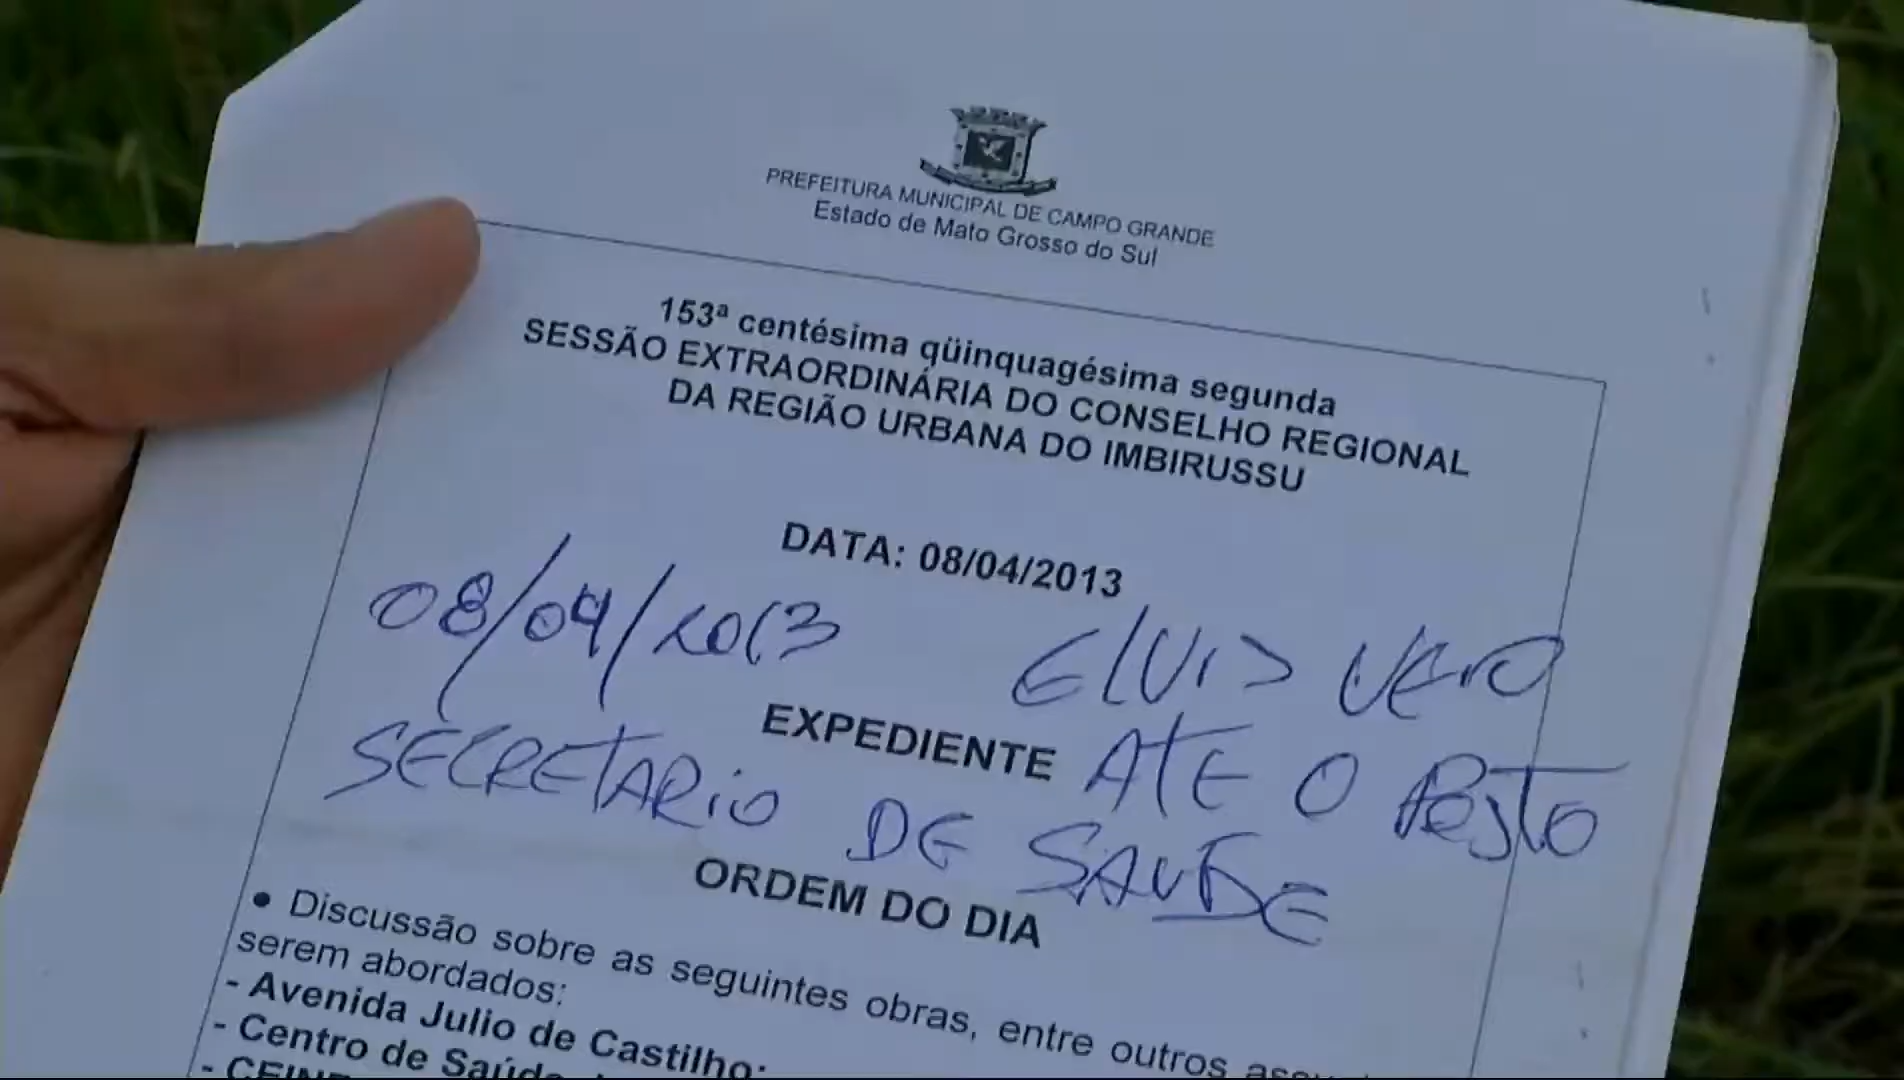 PREFEITURA MUNICIPAL DE CAMPO GRANDE
Estado de Mato Grosso do Sul
153ª centésima qüinquagésima segunda
SESSÃO EXTRAORDINÁRIA DO CONSELHO REGIONAL
DA REGIÃO URBANA DO IMBIRUSSU
DATA: 08/04/2013
08/04/2013 ELVIS VEIO
EXPEDIENTE ATE O POSTO
SECRETARIO DE SAUDE
ORDEM DO DIA
• Discussão sobre as seguintes obras, entre outros
serem abordados:
- Avenida Julio de Castilho;
- Centro de Saúde